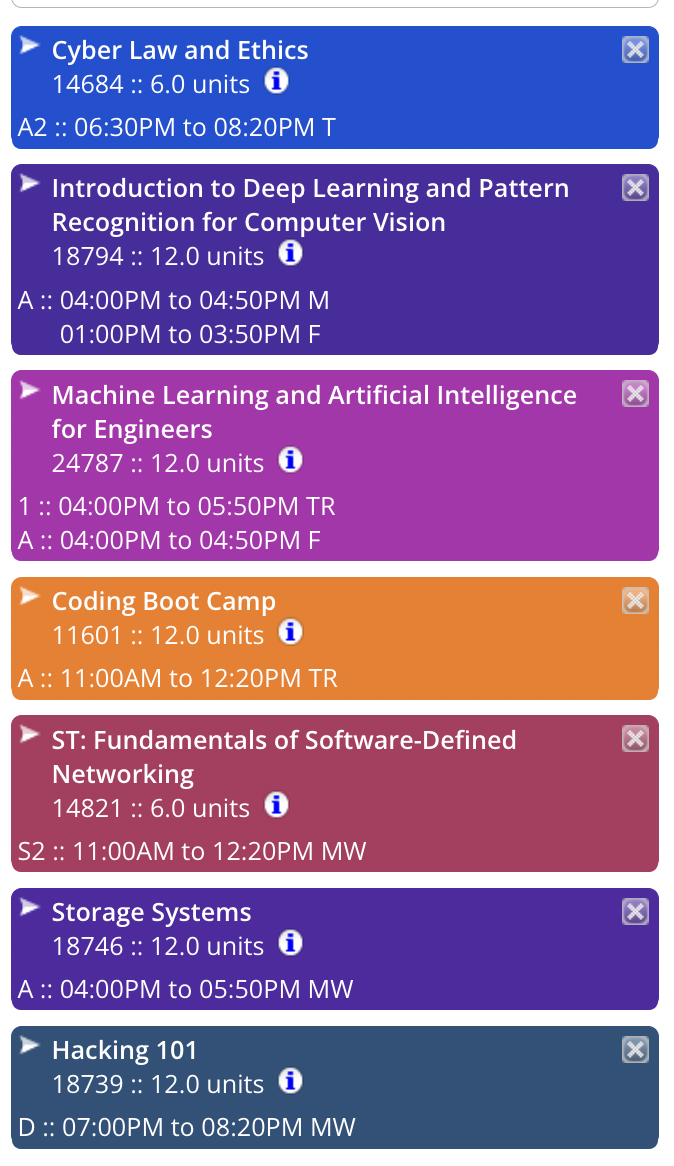 Cyber Law and Ethics
14684 :: 6.0 units
A2 :: 06:30PM to 08:20PM T
Introduction to Deep Learning and Pattern
Recognition for Computer Vision
18794 :: 12.0 units
A :: 04:00PM to 04:50PM M
01:00PM to 03:50PM F
Machine Learning and Artificial Intelligence
for Engineers
24787 :: 12.0 units
1 :: 04:00PM to 05:50PM TR
A :: 04:00PM to 04:50PM F
Coding Boot Camp
11601 :: 12.0 units
A :: 11:00AM to 12:20PM TR
ST: Fundamentals of Software-Defined
Networking
14821 :: 6.0 units
S2 :: 11:00AM to 12:20PM MW
Storage Systems
18746 :: 12.0 units
A :: 04:00PM to 05:50PM MW
Hacking 101
18739 :: 12.0 units
D :: 07:00PM to 08:20PM MW